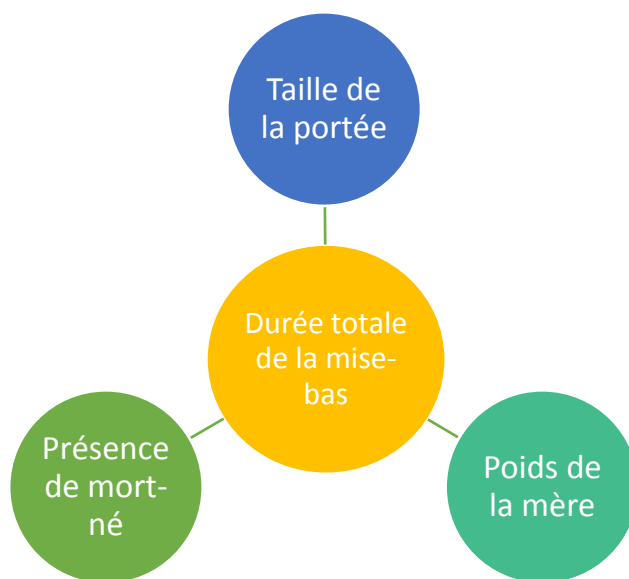 Taille de
la portée
Durée totale
de la mise-
bas
Présence
de mort-
né
Poids de
la mère